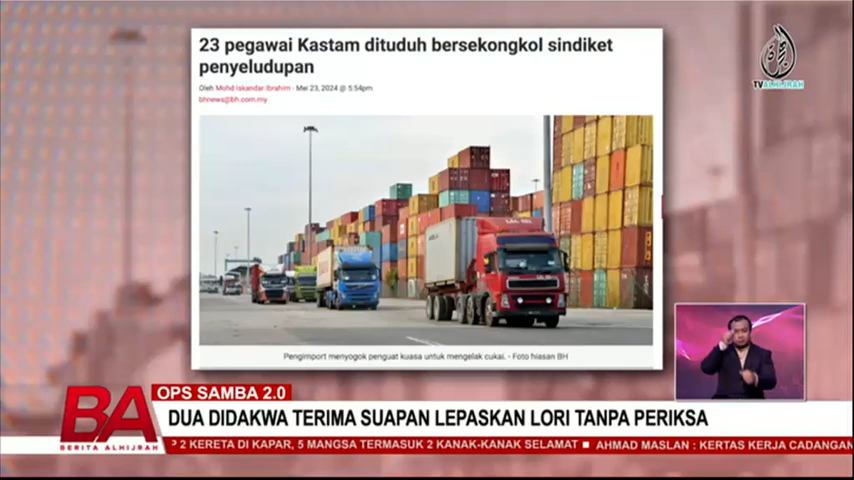 23 pegawai Kastam dituduh bersekongkol sindiket
penyeludupan
Oleh Mohd Iskandar Ibrahim - Mei 23, 2024 @ 5:54pm
bhnews@bh.com.my
TV ALHIJRAH
Pengimport menyogok penguat kuasa untuk mengelak cukai. - Foto hiasan BH
OPS SAMBA 2.0
BA
BERITA ALHIJRAH
DUA DIDAKWA TERIMA SUAPAN LEPASKAN LORI TANPA PERIKSA
P 2 KERETA DI KAPAR, 5 MANGSA TERMASUK 2 KANAK-KANAK SELAMAT ■ AHMAD MASLAN : KERTAS KERJA CADANGAN